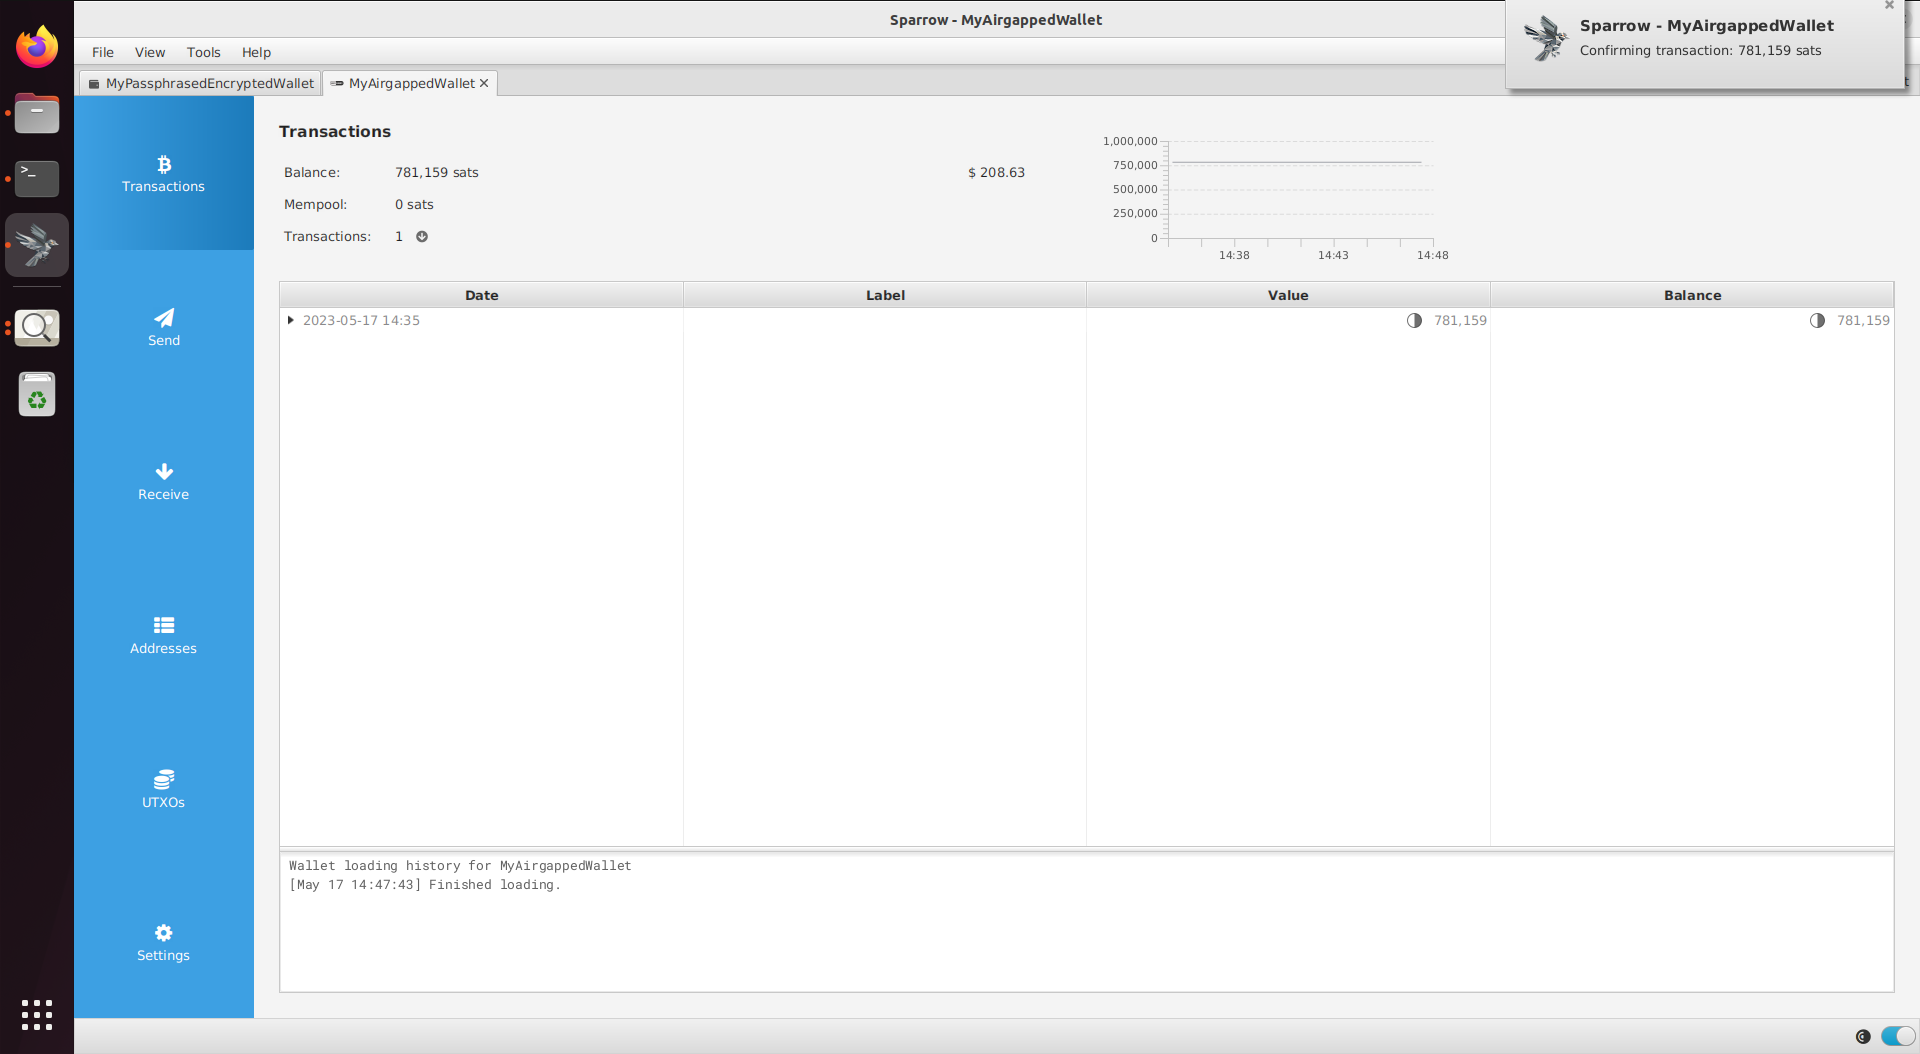 Sparrow - MyAirgappedWallet
Sparrow - MyAirgappedWallet
Confirming transaction: 781,159 sats
File View Tools Help
MyPassphrasedEncryptedWallet MyAirgappedWallet
Transactions
Send
Receive
Addresses
UTXOs
Settings
Transactions
Balance: 781,159 sats $ 208.63
Mempool: 0 sats
Transactions: 1
1,000,000
750,000
500,000
250,000
0
14:38 14:43 14:48
Date Label Value Balance
2023-05-17 14:35 781,159 781,159
Wallet loading history for MyAirgappedWallet
[May 17 14:47:43] Finished loading.